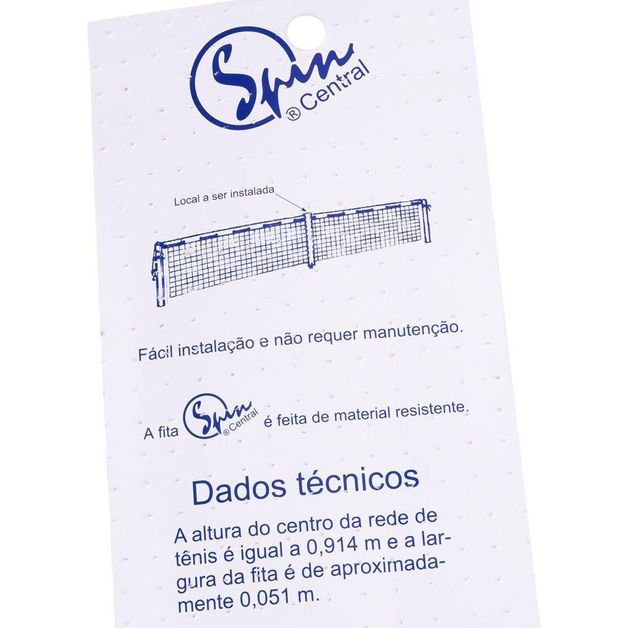 Spin
® Central
Local a ser instalada
Fácil instalação e não requer manutenção.
A fita Spin ® Central é feita de material resistente.
Dados técnicos
A altura do centro da rede de
tênis é igual a 0,914 m e a lar-
gura da fita é de aproximada-
mente 0,051 m.